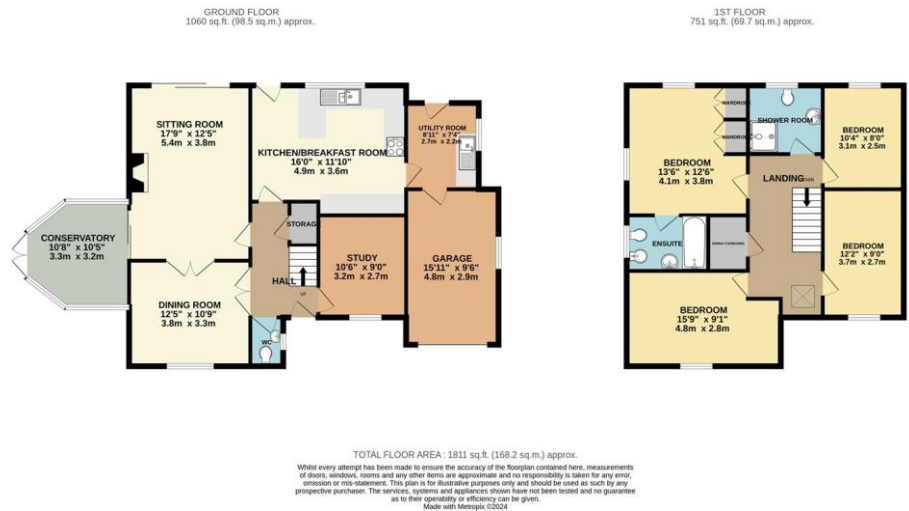 GROUND FLOOR
1060 sq.ft. (98.5 sq.m.) approx.
1ST FLOOR
751 sq.ft. (69.7 sq.m.) approx.
SITTING ROOM
17'9" x 12'5"
5.4m x 3.8m
KITCHEN/BREAKFAST ROOM
16'0" x 11'10"
4.9m x 3.6m
UTILITY ROOM
8'11" x 7'4"
2.7m x 2.2m
CONSERVATORY
10'8" x 10'5"
3.3m x 3.2m
STORAGE
STUDY
10'6" x 9'0"
3.2m x 2.7m
GARAGE
15'11" x 9'6"
4.8m x 2.9m
HALL
UP
DINING ROOM
12'5" x 10'9"
3.8m x 3.3m
WC
WARDROBE
WARDROBE
SHOWER ROOM
BEDROOM
10'4" x 8'0"
3.1m x 2.5m
BEDROOM
13'6" x 12'6"
4.1m x 3.8m
LANDING
DOWN
ENSUITE
AIRING CUPBOARD
BEDROOM
12'2" x 9'0"
3.7m x 2.7m
BEDROOM
15'9" x 9'1"
4.8m x 2.8m
TOTAL FLOOR AREA : 1811 sq.ft. (168.2 sq.m.) approx.
Whilst every attempt has been made to ensure the accuracy of the floorplan contained here, measurements
of doors, windows, rooms and any other items are approximate and no responsibility is taken for any error,
omission or mis-statement. This plan is for illustrative purposes only and should be used as such by any
prospective purchaser. The services, systems and appliances shown have not been tested and no guarantee
as to their operability or efficiency can be given.
Made with Metropix ©2024